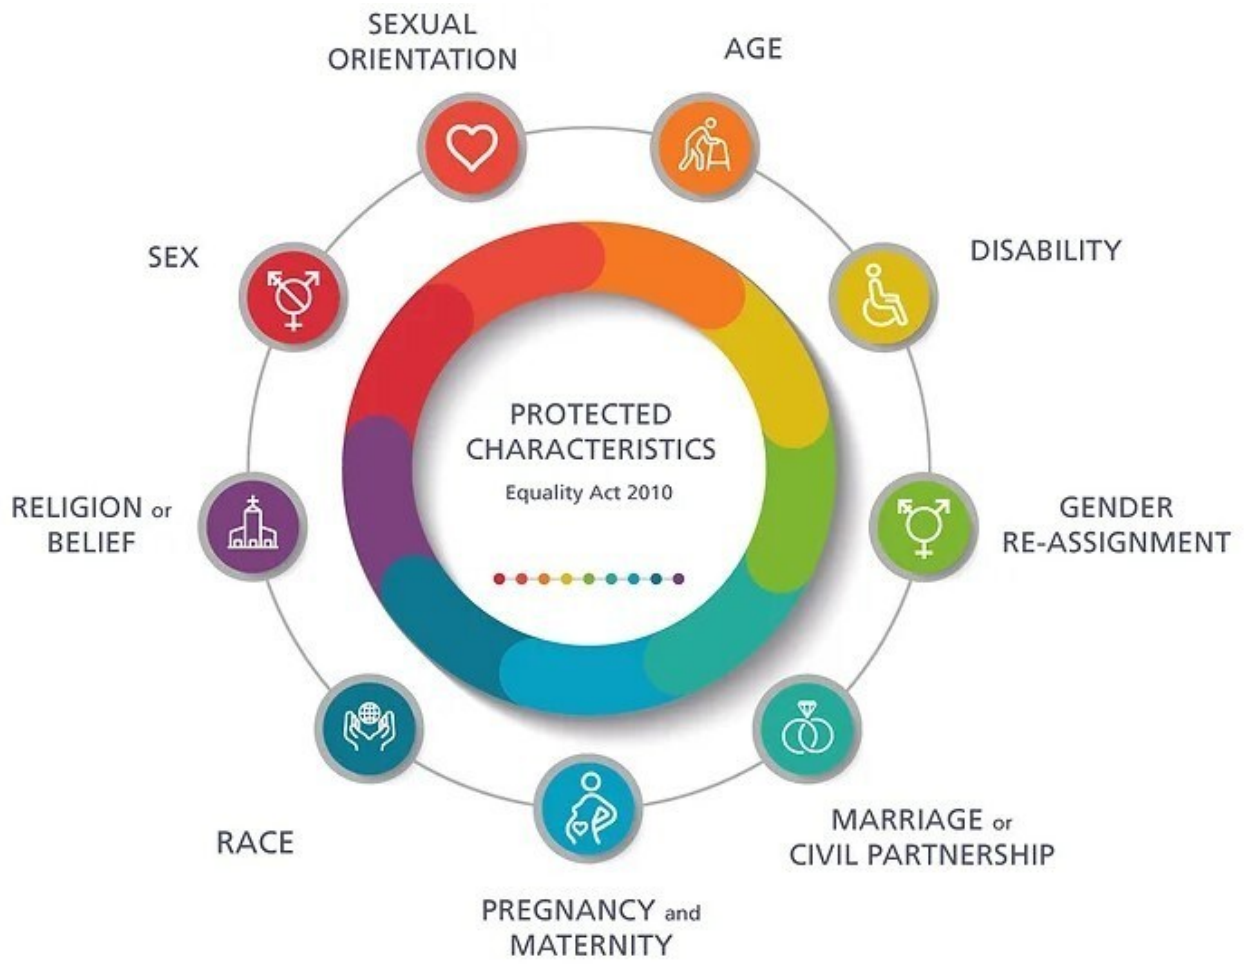 SEXUAL
ORIENTATION
AGE
SEX
DISABILITY
PROTECTED
CHARACTERISTICS
Equality Act 2010
RELIGION or
BELIEF
GENDER
RE-ASSIGNMENT
RACE
MARRIAGE or
CIVIL PARTNERSHIP
PREGNANCY and
MATERNITY